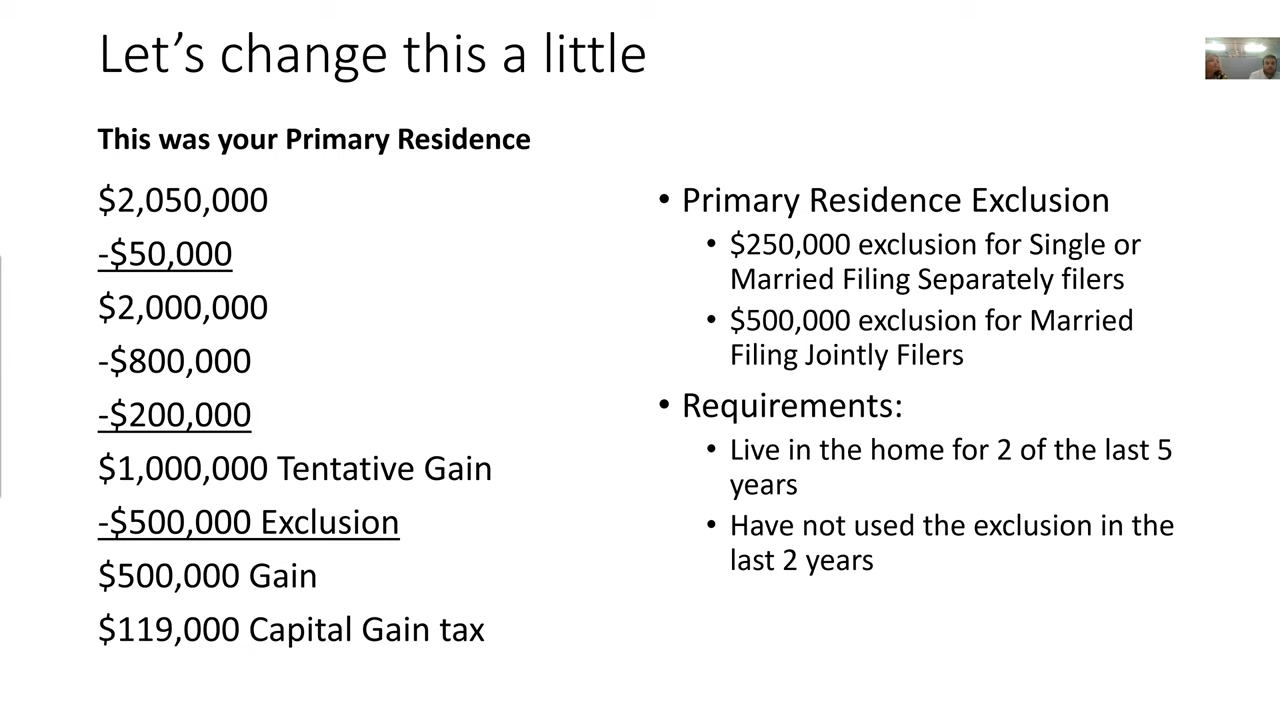 Let’s change this a little
This was your Primary Residence
$2,050,000
-$50,000
$2,000,000
-$800,000
-$200,000
$1,000,000 Tentative Gain
-$500,000 Exclusion
$500,000 Gain
$119,000 Capital Gain tax
• Primary Residence Exclusion
• $250,000 exclusion for Single or
Married Filing Separately filers
• $500,000 exclusion for Married
Filing Jointly Filers
• Requirements:
• Live in the home for 2 of the last 5
years
• Have not used the exclusion in the
last 2 years